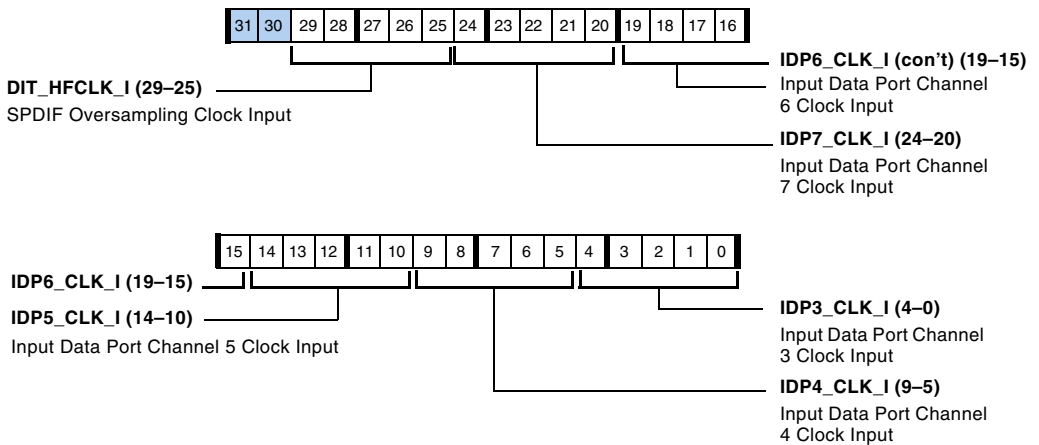 31 30 29 28 27 26 25 24 23 22 21 20 19 18 17 16
IDP6_CLK_I (con't) (19–15)
Input Data Port Channel
6 Clock Input
DIT_HFCLK_I (29–25)
SPDIF Oversampling Clock Input
IDP7_CLK_I (24–20)
Input Data Port Channel
7 Clock Input
15 14 13 12 11 10 9 8 7 6 5 4 3 2 1 0
IDP6_CLK_I (19–15)
IDP5_CLK_I (14–10)
Input Data Port Channel 5 Clock Input
IDP3_CLK_I (4–0)
Input Data Port Channel
3 Clock Input
IDP4_CLK_I (9–5)
Input Data Port Channel
4 Clock Input